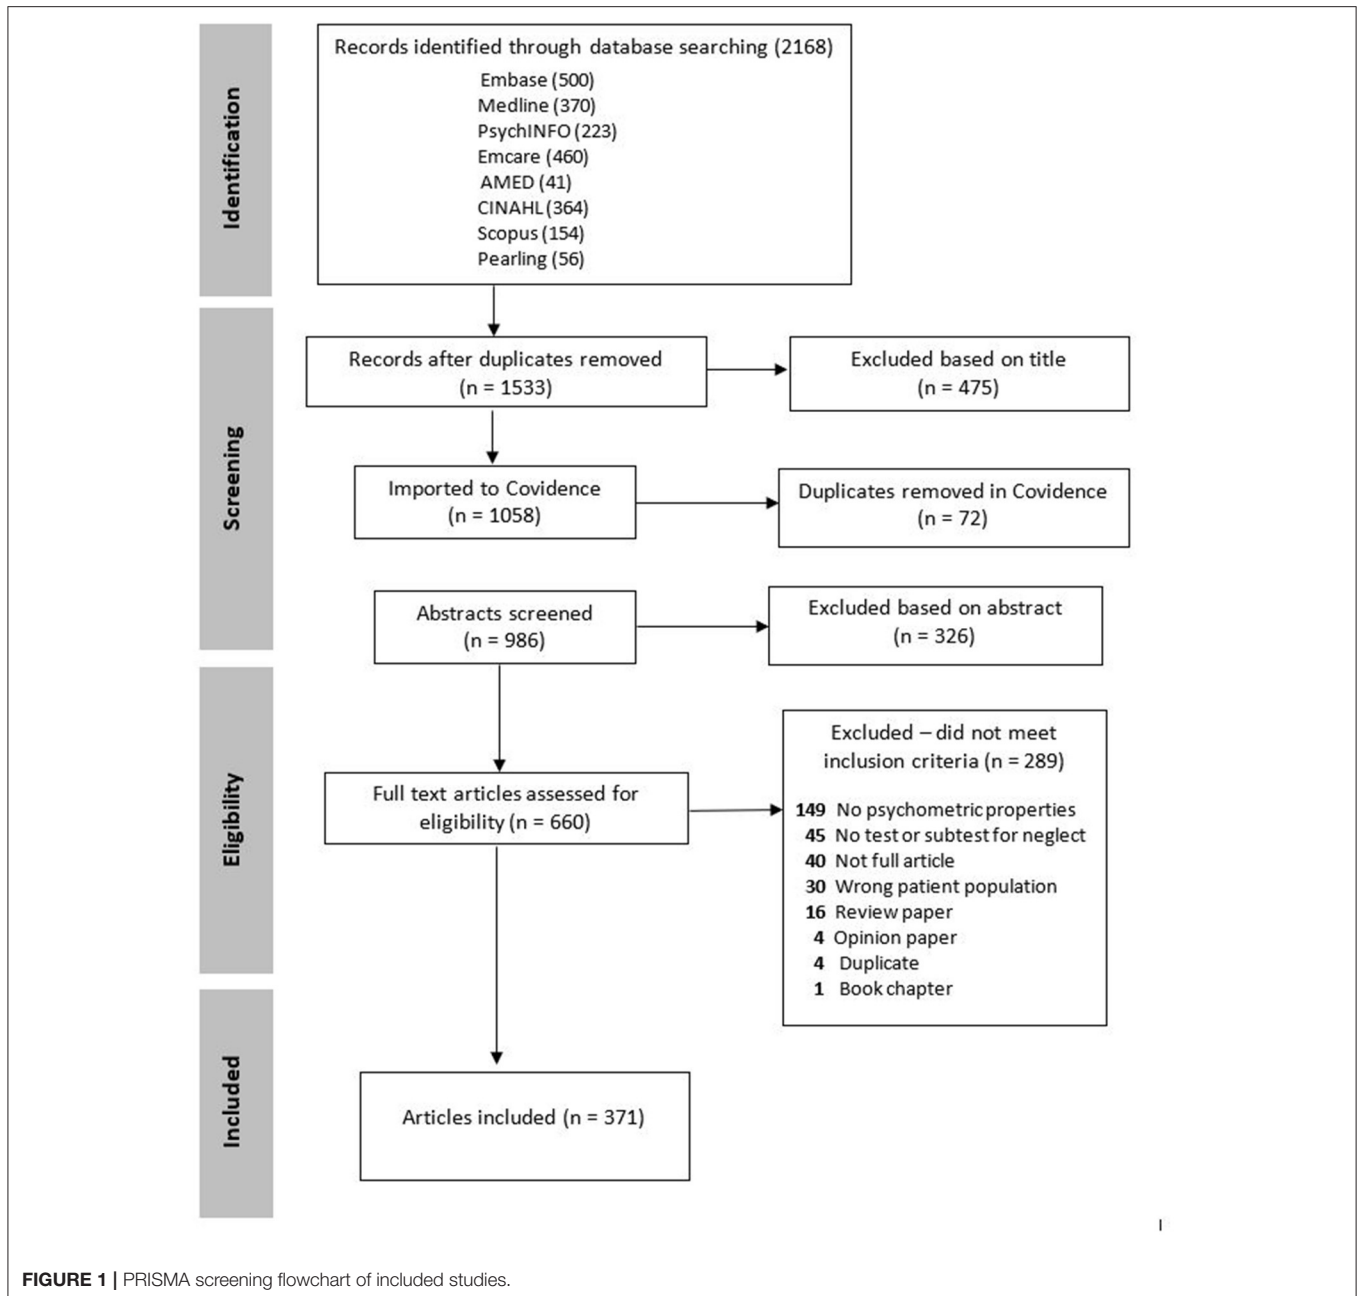 Identification
Records identified through database searching (2168)
Embase (500)
Medline (370)
PsychINFO (223)
Emcare (460)
AMED (41)
CINAHL (364)
Scopus (154)
Pearling (56)
Screening
Records after duplicates removed
(n = 1533)
Excluded based on title
(n = 475)
Imported to Covidence
(n = 1058)
Duplicates removed in Covidence
(n = 72)
Abstracts screened
(n = 986)
Excluded based on abstract
(n = 326)
Eligibility
Full text articles assessed for
eligibility (n = 660)
Excluded – did not meet
inclusion criteria (n = 289)
149 No psychometric properties
45 No test or subtest for neglect
40 Not full article
30 Wrong patient population
16 Review paper
4 Opinion paper
4 Duplicate
1 Book chapter
Included
Articles included (n = 371)
I
FIGURE 1 | PRISMA screening flowchart of included studies.